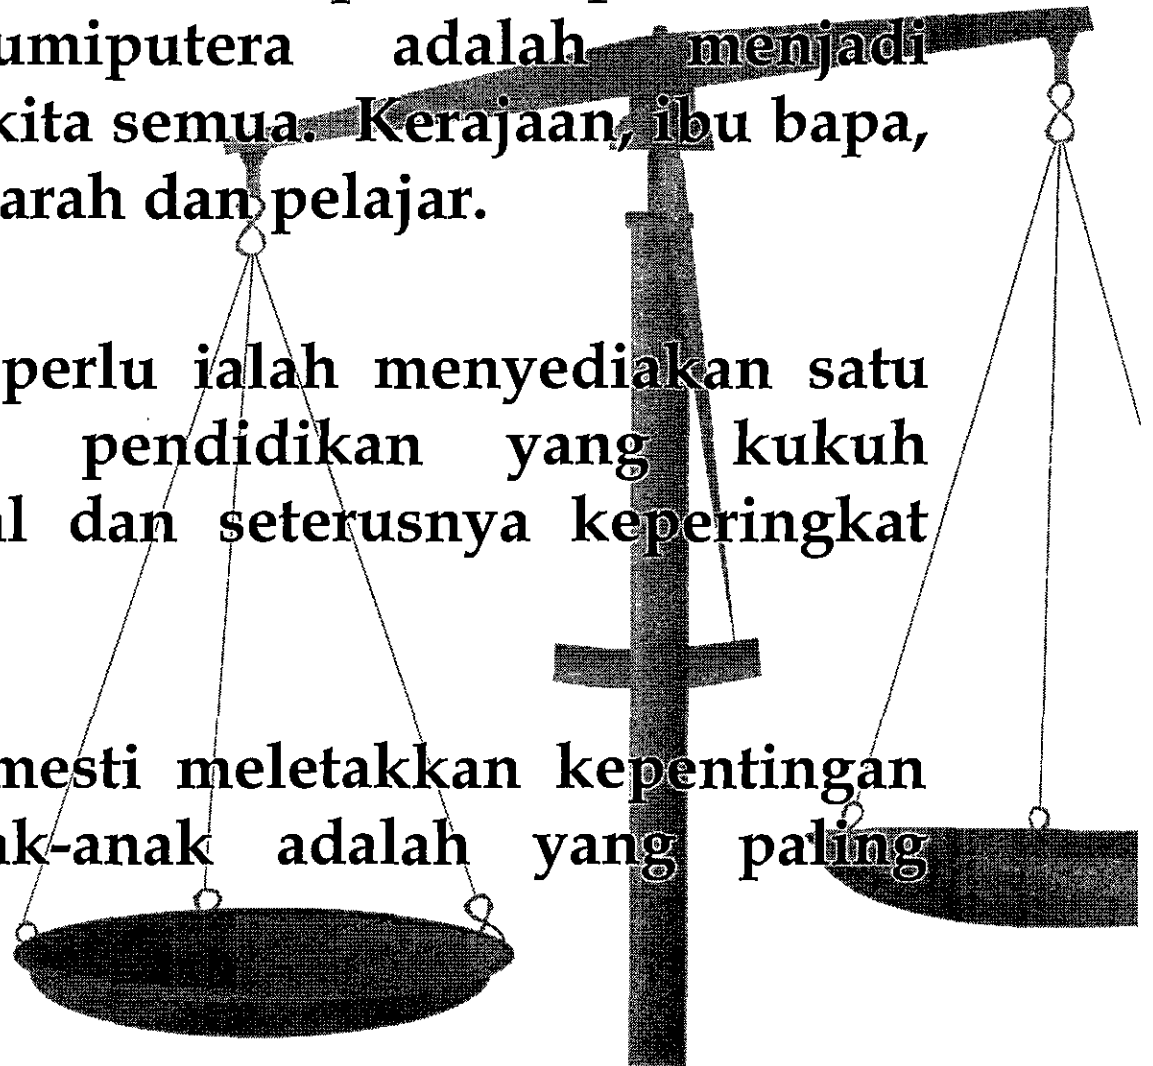 umiputera adalah menjadi
kita semua. Kerajaan, ibu bapa,
arah dan pelajar.
perlu ialah menyediakan satu
pendidikan yang kukuh
dan seterusnya keperingkat
mesti meletakkan kepentingan
ak-anak adalah yang paling